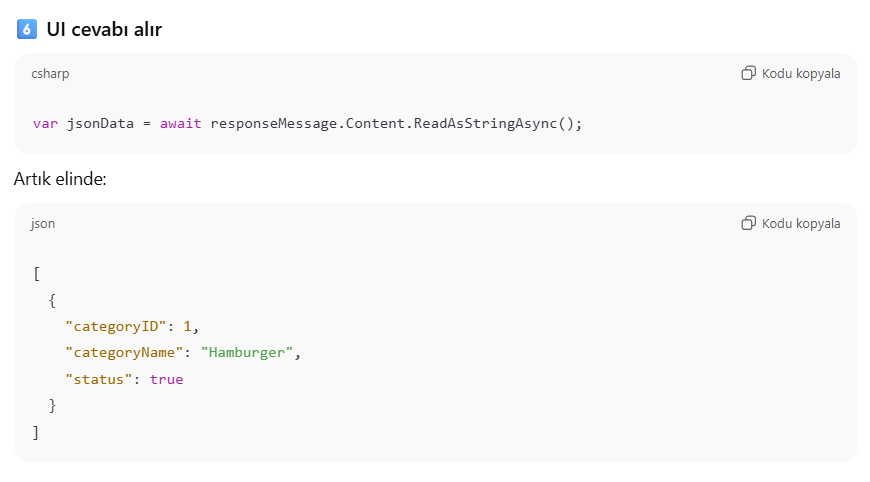 6 UI cevabı alır
csharp Kodu kopyala
var jsonData = await responseMessage.Content.ReadAsStringAsync();
Artık elinde:
json Kodu kopyala
[
  {
    "categoryID": 1,
    "categoryName": "Hamburger",
    "status": true
  }
]